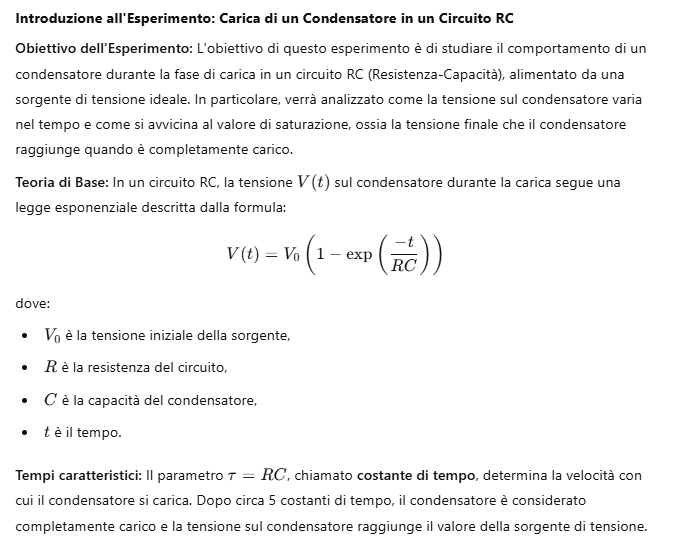 Introduzione all'Esperimento: Carica di un Condensatore in un Circuito RC
Obiettivo dell'Esperimento: L'obiettivo di questo esperimento è di studiare il comportamento di un
condensatore durante la fase di carica in un circuito RC (Resistenza-Capacità), alimentato da una
sorgente di tensione ideale. In particolare, verrà analizzato come la tensione sul condensatore varia
nel tempo e come si avvicina al valore di saturazione, ossia la tensione finale che il condensatore
raggiunge quando è completamente carico.
Teoria di Base: In un circuito RC, la tensione V(t) sul condensatore durante la carica segue una
legge esponenziale descritta dalla formula:
V(t) = V₀ (1 − exp (−t/RC))
dove:
• V₀ è la tensione iniziale della sorgente,
• R è la resistenza del circuito,
• C è la capacità del condensatore,
• t è il tempo.
Tempi caratteristici: Il parametro τ = RC, chiamato costante di tempo, determina la velocità con
cui il condensatore si carica. Dopo circa 5 costanti di tempo, il condensatore è considerato
completamente carico e la tensione sul condensatore raggiunge il valore della sorgente di tensione.